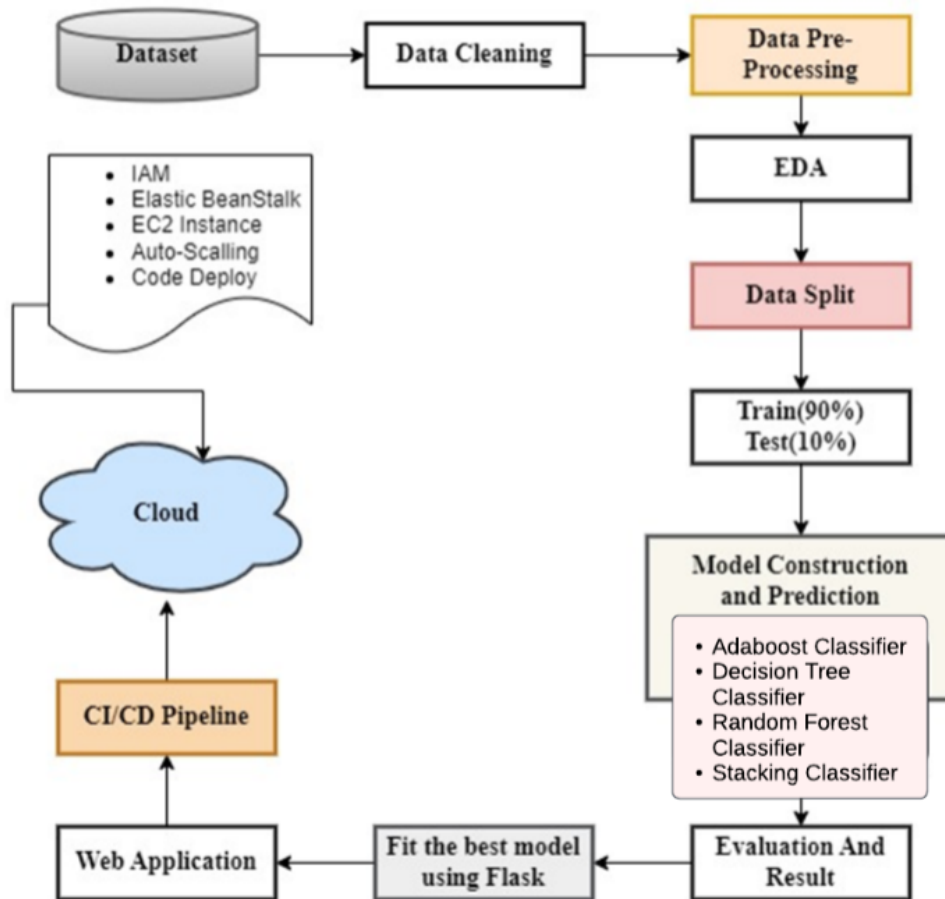 Dataset
Data Cleaning
Data Pre-
Processing
EDA
Data Split
Train(90%)
Test(10%)
Model Construction
and Prediction
• Adaboost Classifier
• Decision Tree
Classifier
• Random Forest
Classifier
• Stacking Classifier
Evaluation And
Result
Fit the best model
using Flask
Web Application
CI/CD Pipeline
Cloud
• IAM
• Elastic BeanStalk
• EC2 Instance
• Auto-Scalling
• Code Deploy